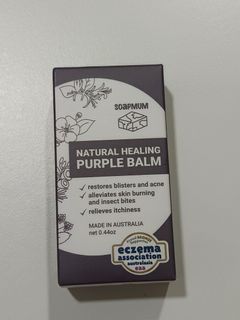 SOAPMUM
NATURAL HEALING
PURPLE BALM
restores blisters and acne
alleviates skin burning
and insect bites
relieves itchiness
MADE IN AUSTRALIA
net 0.44oz
eczema
association
australasia
eaa